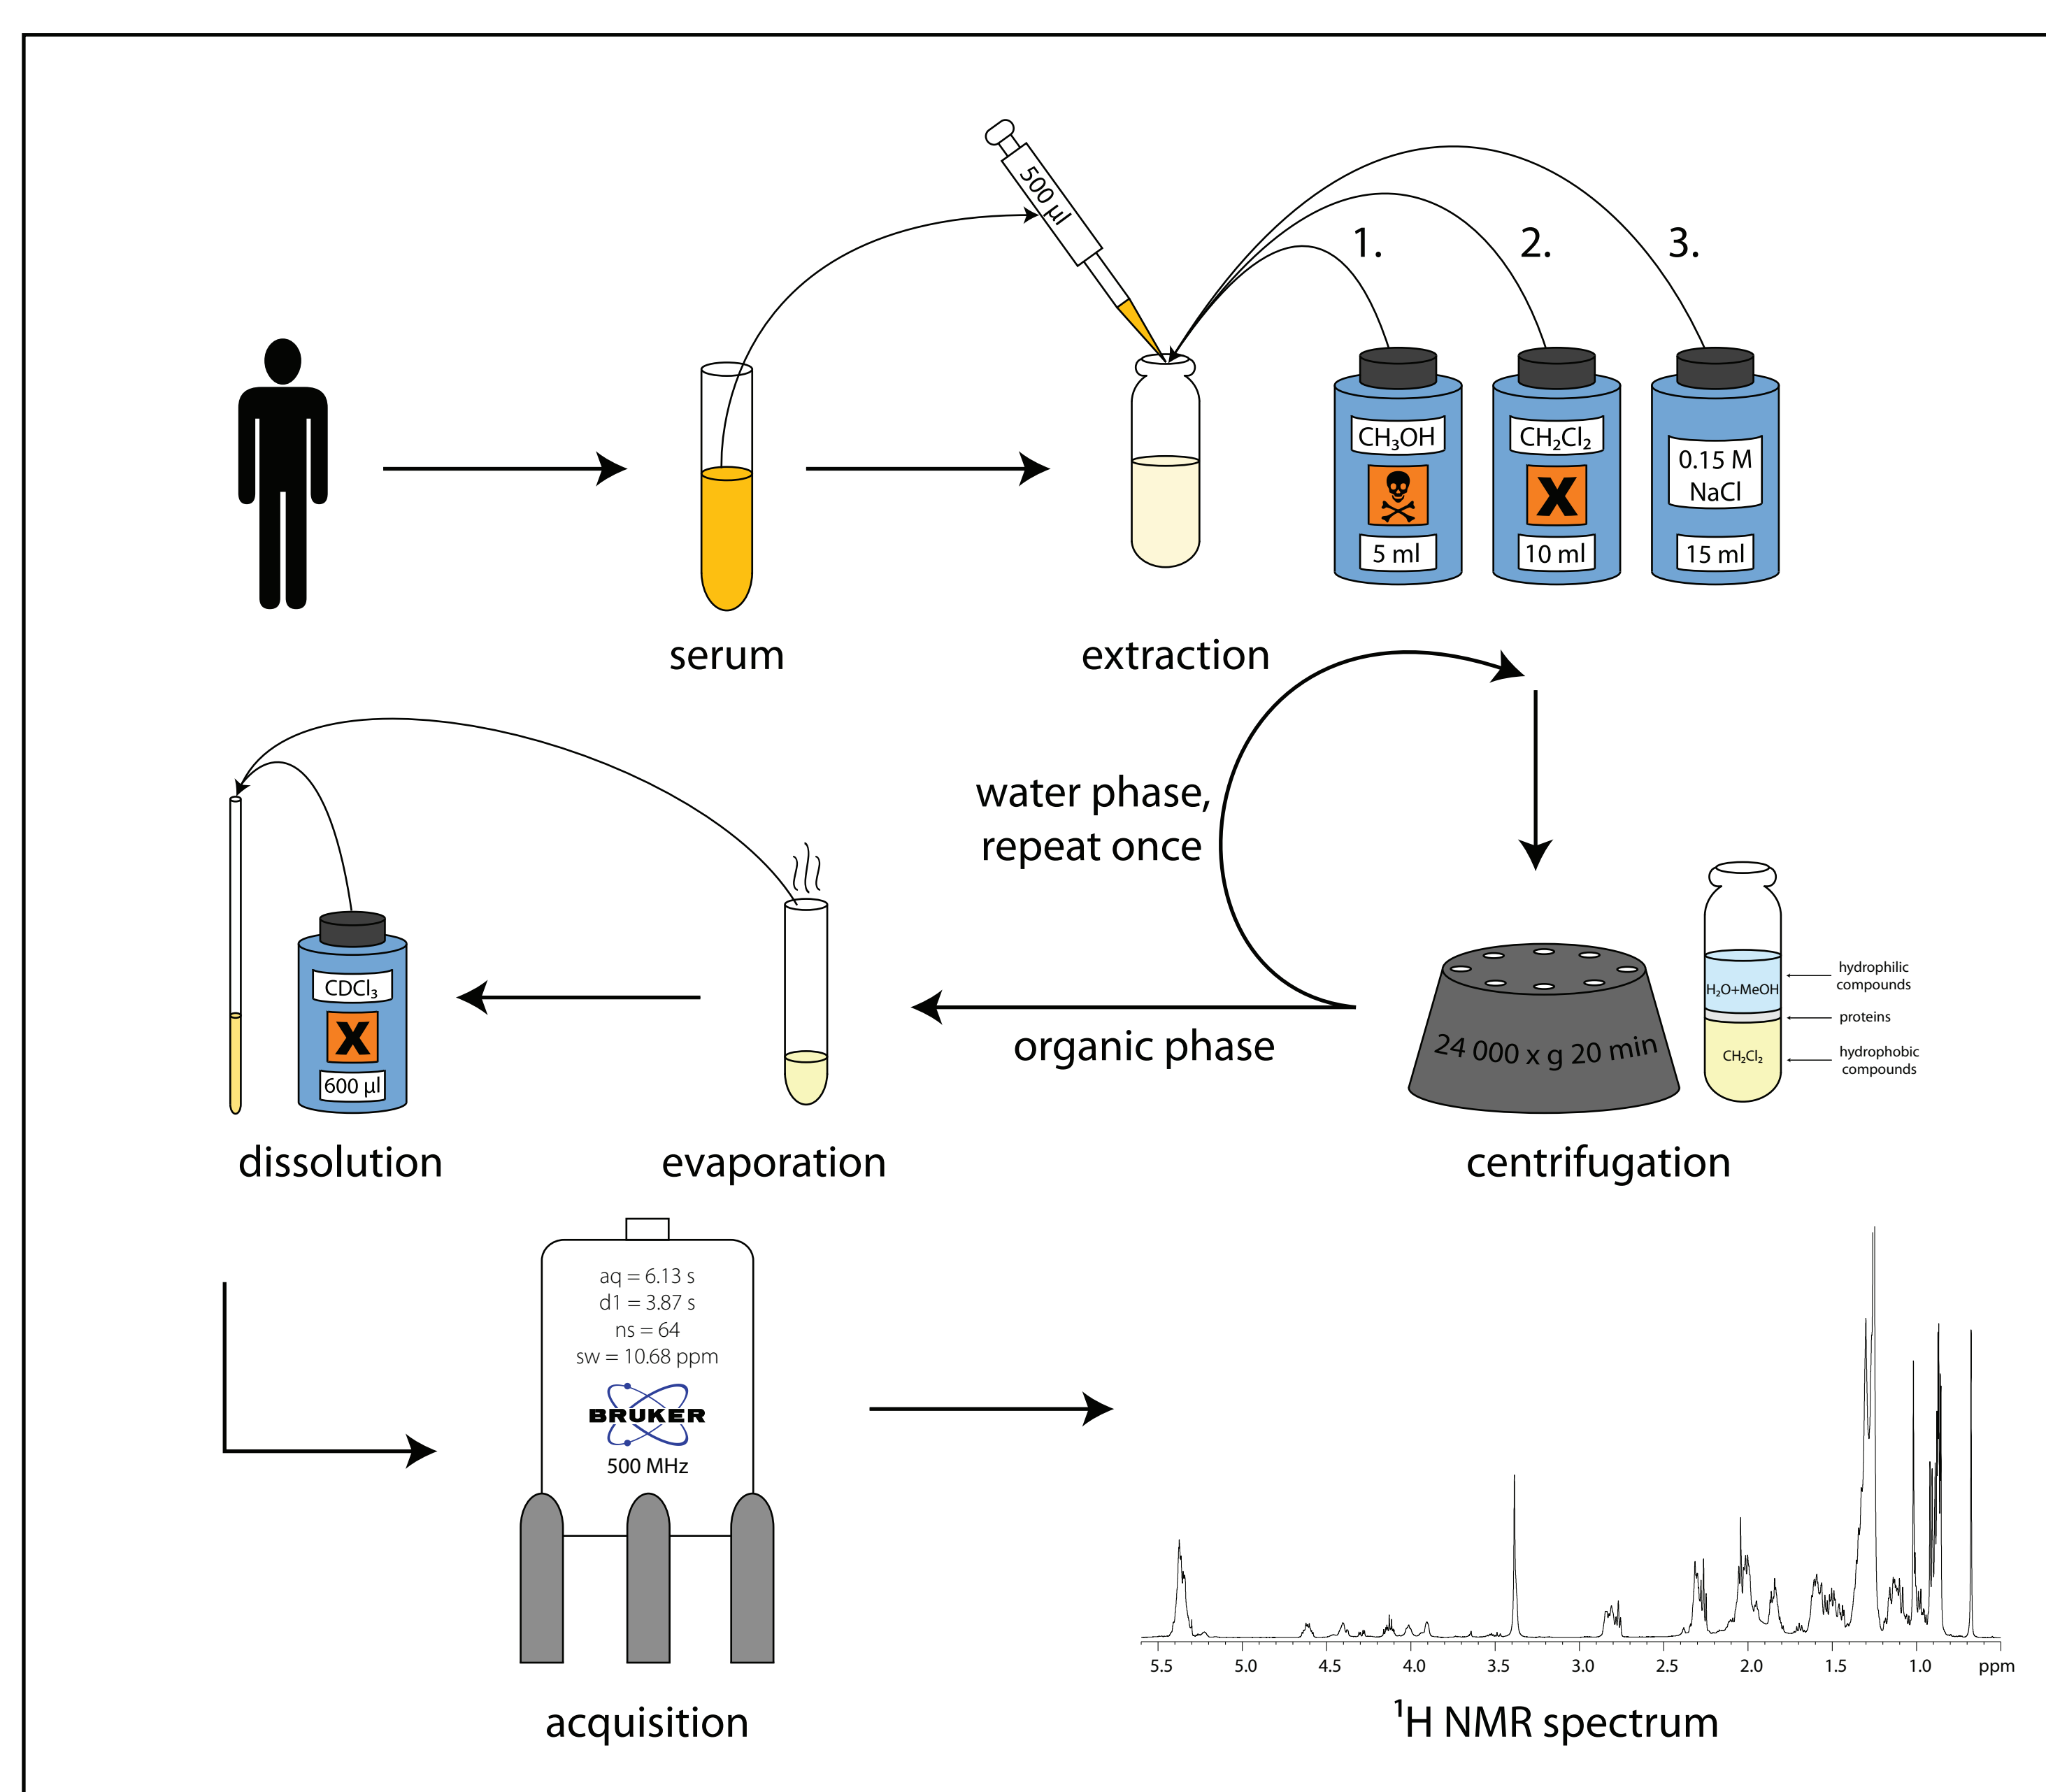 500 µl
1.
2.
3.
CH₃OH
5 ml
CH₂Cl₂
X
10 ml
0.15 M
NaCl
15 ml
serum
extraction
water phase,
repeat once
organic phase
24 000 x g 20 min
H₂O+MeOH
CH₂Cl₂
hydrophilic
compounds
proteins
hydrophobic
compounds
CDCl₃
X
600 µl
dissolution
evaporation
centrifugation
aq = 6.13 s
d1 = 3.87 s
ns = 64
sw = 10.68 ppm
BRUKER
500 MHz
5.5 5.0 4.5 4.0 3.5 3.0 2.5 2.0 1.5 1.0 ppm
acquisition
¹H NMR spectrum